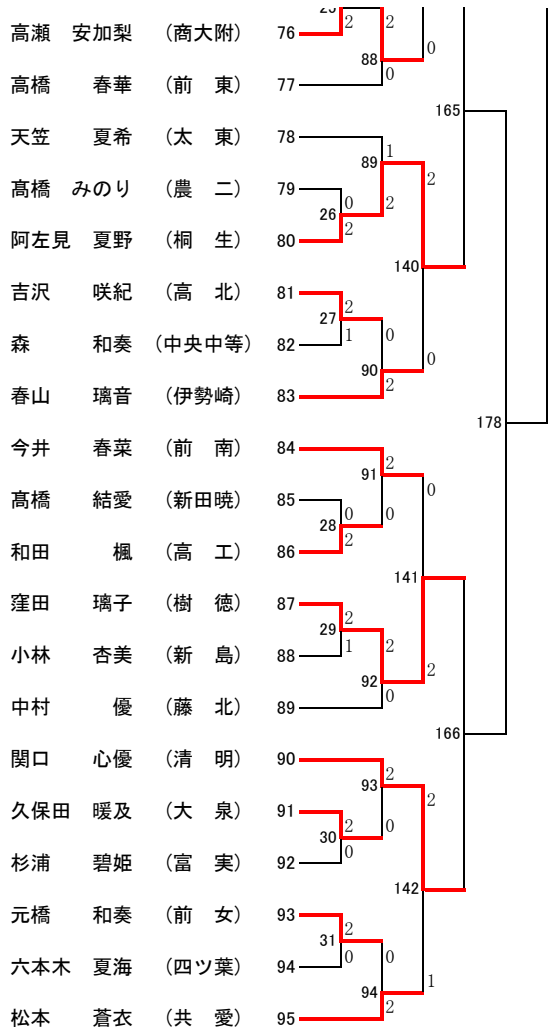 25
高瀬 安加梨 (商大附) 76 2 2
88 0
高橋 春華 (前 東) 77 0
165
天笠 夏希 (太 東) 78 1
89 2
髙橋 みのり (農 二) 79 0 2
26
阿左見 夏野 (桐 生) 80 2
140
吉沢 咲紀 (高 北) 81 2
27 0
森 和奏 (中央中等) 82 1 0
90
春山 璃音 (伊勢崎) 83 2
178
今井 春菜 (前 南) 84 2
91 0
髙橋 結愛 (新田暁) 85 0 0
28
和田 楓 (高 工) 86 2
141
窪田 璃子 (樹 徳) 87 2
29 2
小林 杏美 (新 島) 88 1 2
92
中村 優 (藤 北) 89 0
166
関口 心優 (清 明) 90 2
93 2
久保田 暖及 (大 泉) 91 2 0
30
杉浦 碧姫 (富 実) 92 0
142
元橋 和奏 (前 女) 93 2
31 0
六本木 夏海 (四ツ葉) 94 0 1
94
松本 蒼衣 (共 愛) 95 2